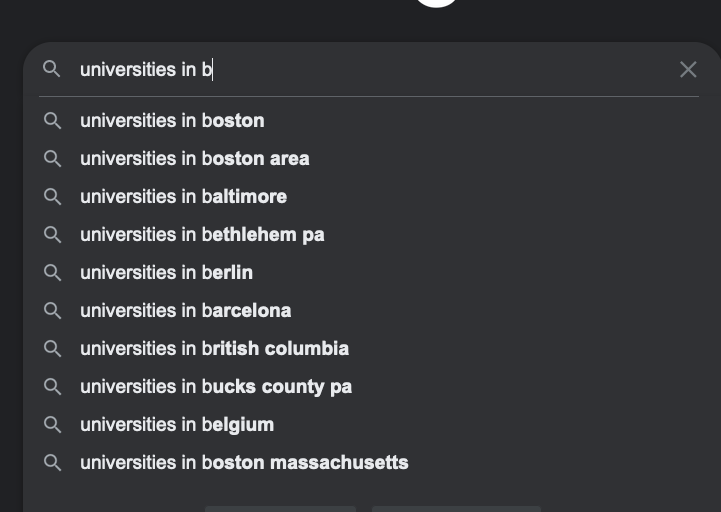 universities in b
universities in boston
universities in boston area
universities in baltimore
universities in bethlehem pa
universities in berlin
universities in barcelona
universities in british columbia
universities in bucks county pa
universities in belgium
universities in boston massachusetts